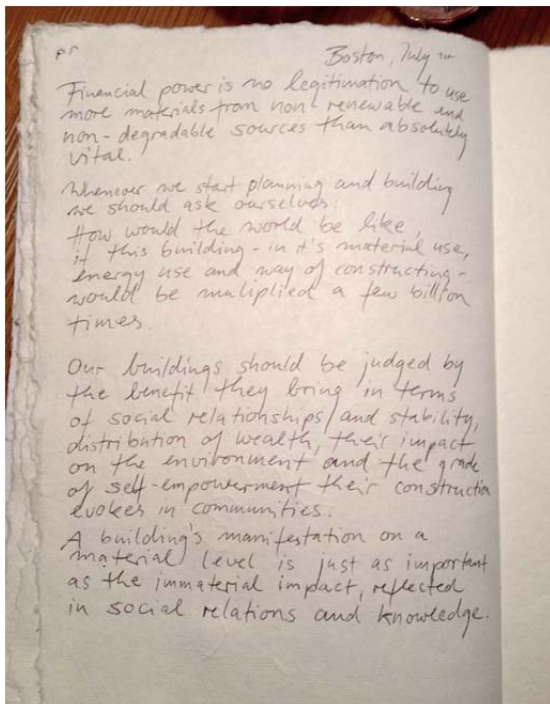 Boston, July
Financial power is no legitimation to use
more materials from non renewable and
non-degradable sources than absolutely
vital.
Whenever we start planning and building
we should ask ourselves:
How would the world be like,
if this building - in it's material use,
energy use and way of constructing -
would be muliplied a few billion
times.
Our buildings should be judged by
the benefit they bring in terms
of social relationships and stability,
distribution of wealth, their impact
on the environment and the grade
of self-empowerment their construction
evokes in communities.
A building's manifestation on a
material level is just as important
as the immaterial impact, reflected
in social relations and knowledge.